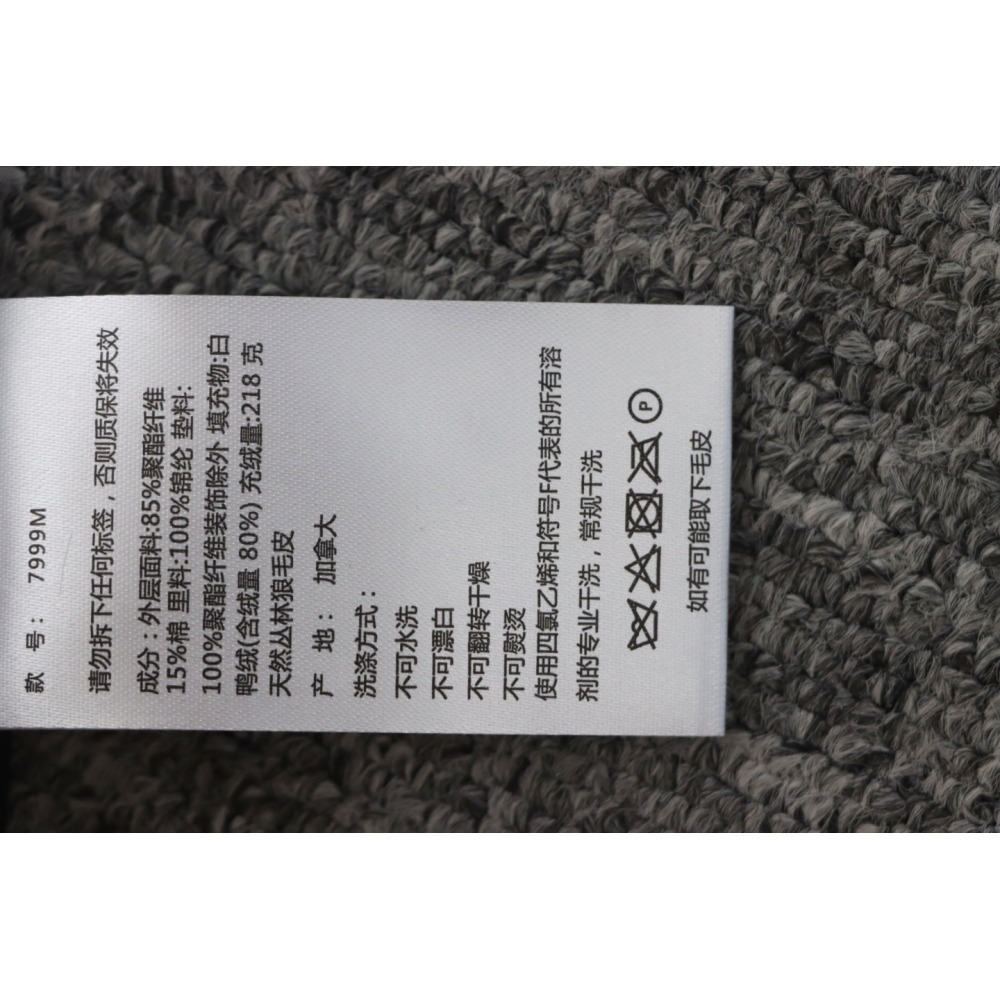 款 号: 7999M
请勿拆下任何标签，否则质保将失效
成分：外层面料:85%聚酯纤维
15%棉 里料:100%锦纶 垫料:
100%聚酯纤维装饰除外 填充物:白
鸭绒(含绒量 80%) 充绒量:218 克
天然丛林狼毛皮
产 地： 加拿大
洗涤方式：
不可水洗
不可漂白
不可翻转干燥
不可熨烫
使用四氯乙烯和符号F代表的所有溶
剂的专业干洗，常规干洗
P
如有可能取下毛皮